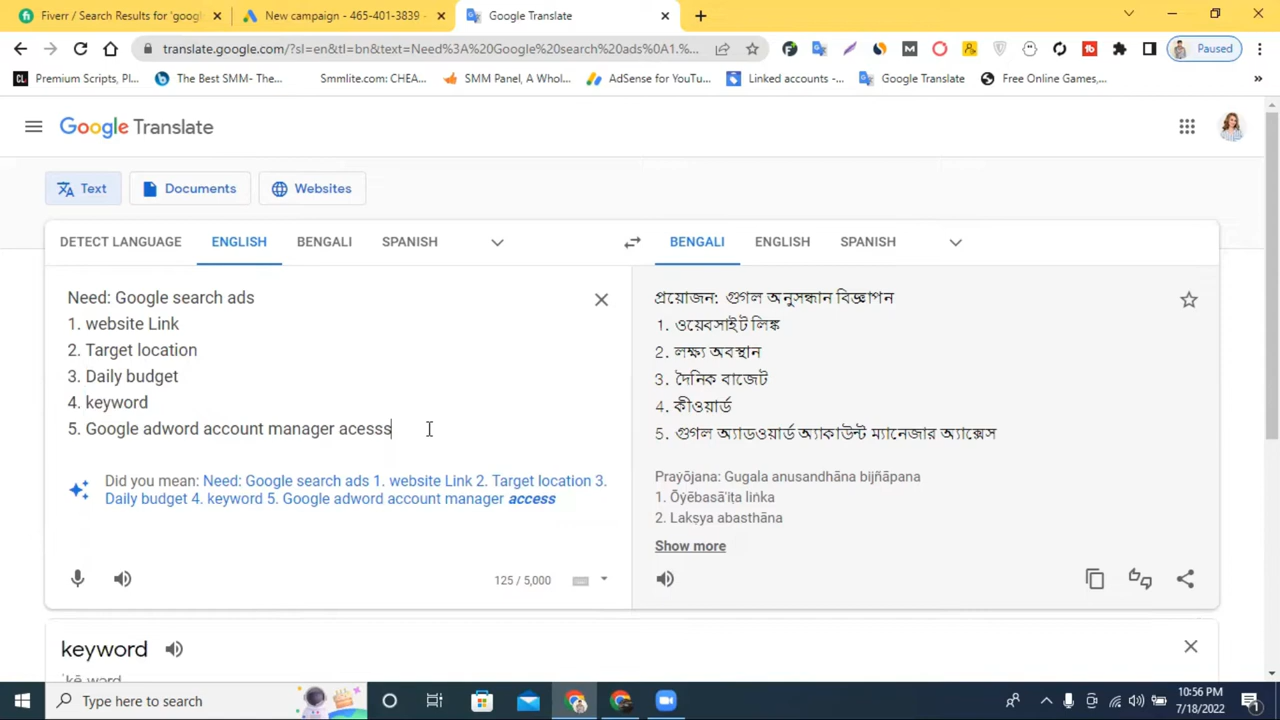 Fiverr / Search Results for 'goog
New campaign - 465-401-3839 -
Google Translate
translate.google.com/?sl=en&tl=bn&text=Need%3A%20Google%20search%20ads%0A1.%...
Paused
Premium Scripts, Pl...
The Best SMM- The...
Smmlite.com: CHEA...
SMM Panel, A Whol...
AdSense for YouTu...
Linked accounts -...
Google Translate
Free Online Games,...
Google Translate
Text
Documents
Websites
DETECT LANGUAGE
ENGLISH
BENGALI
SPANISH
BENGALI
ENGLISH
SPANISH
Need: Google search ads
1. website Link
2. Target location
3. Daily budget
4. keyword
5. Google adword account manager acesss
Did you mean: Need: Google search ads 1. website Link 2. Target location 3.
Daily budget 4. keyword 5. Google adword account manager access
125 / 5,000
প্রয়োজন: গুগল অনুসন্ধান বিজ্ঞাপন
1. ওয়েবসাইট লিঙ্ক
2. লক্ষ্য অবস্থান
3. দৈনিক বাজেট
4. কীওয়ার্ড
5. গুগল অ্যাডওয়ার্ড অ্যাকাউন্ট ম্যানেজার অ্যাক্সেস
Praẏōjana: Gugala anusandhāna bijñāpana
1. Ōẏēbasā'iṭa liṅka
2. Lakṣya abasthāna
Show more
keyword
Type here to search
10:56 PM
7/18/2022